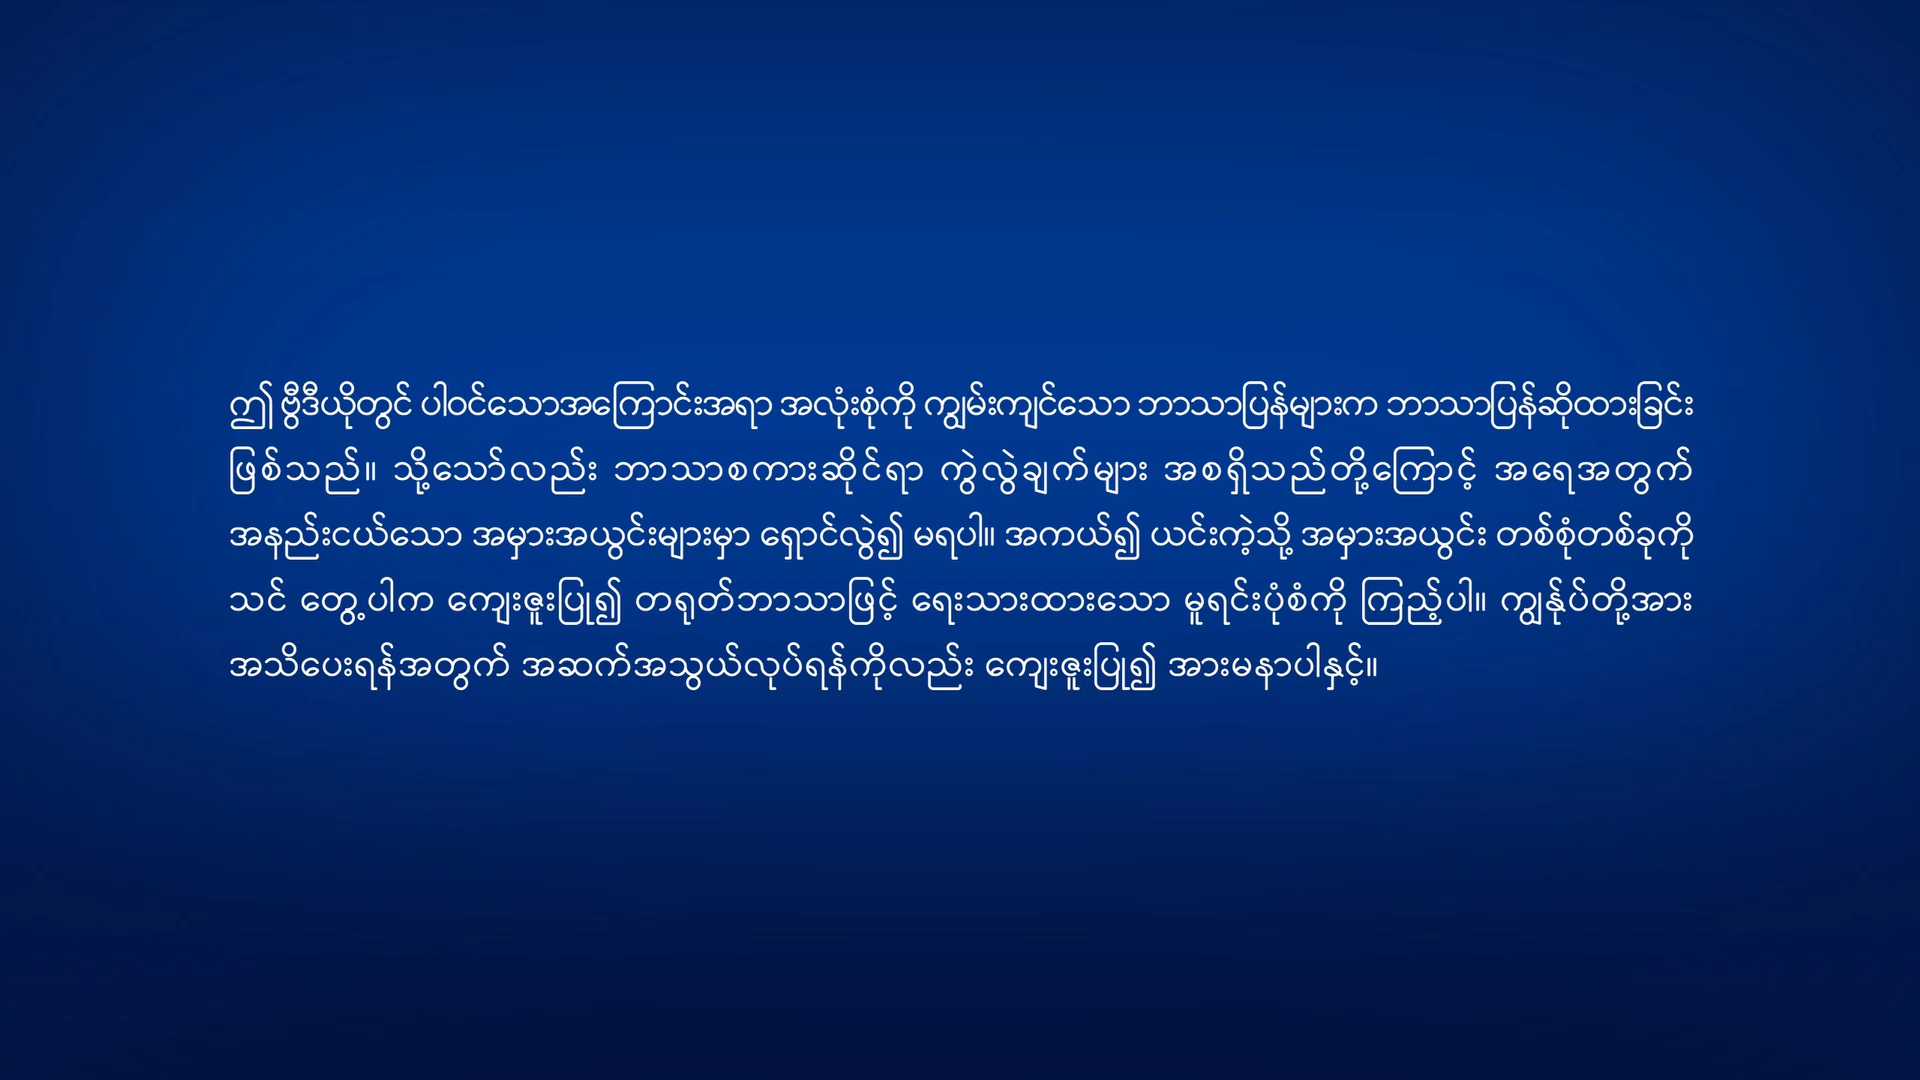 ဤ ဗွီဒီယိုတွင် ပါဝင်သောအကြောင်းအရာ အလုံးစုံကို ကျွမ်းကျင်သော ဘာသာပြန်များက ဘာသာပြန်ဆိုထားခြင်း
ဖြစ်သည်။ သို့သော်လည်း ဘာသာစကားဆိုင်ရာ ကွဲလွဲချက်များ အစရှိသည်တို့ကြောင့် အရေအတွက်
အနည်းငယ်သော အမှားအယွင်းများမှာ ရှောင်လွဲ၍ မရပါ။ အကယ်၍ ယင်းကဲ့သို့ အမှားအယွင်း တစ်စုံတစ်ခုကို
သင် တွေ့ပါက ကျေးဇူးပြု၍ တရုတ်ဘာသာဖြင့် ရေးသားထားသော မူရင်းပုံစံကို ကြည့်ပါ။ ကျွန်ုပ်တို့အား
အသိပေးရန်အတွက် အဆက်အသွယ်လုပ်ရန်ကိုလည်း ကျေးဇူးပြု၍ အားမနာပါနှင့်။